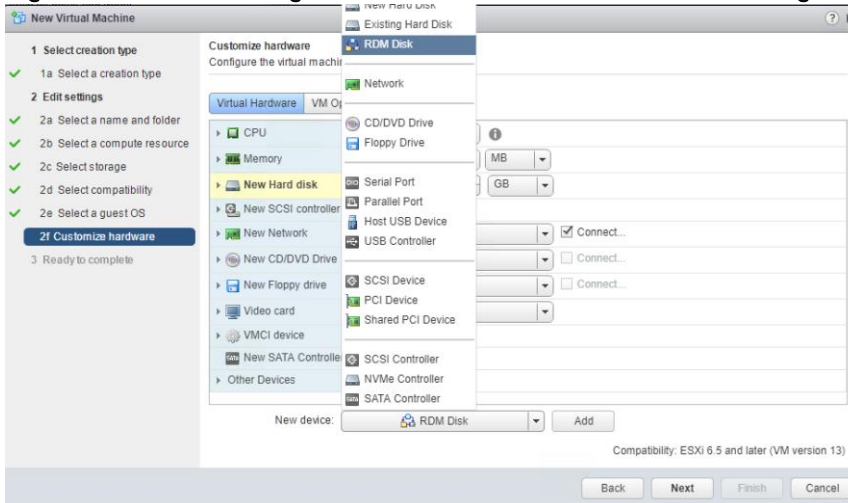 New Virtual Machine
1 Select creation type
1a Select a creation type
2 Edit settings
2a Select a name and folder
2b Select a compute resource
2c Select storage
2d Select compatibility
2e Select a guest OS
2f Customize hardware
3 Ready to complete
Customize hardware
Configure the virtual machin
Virtual Hardware VM Op
CPU
Memory MB
New Hard disk GB
New SCSI controller
New Network Connect...
New CD/DVD Drive Connect...
New Floppy drive Connect...
Video card
VMCI device
New SATA Controlle
Other Devices
New Hard Disk
Existing Hard Disk
RDM Disk
Network
CD/DVD Drive
Floppy Drive
Serial Port
Parallel Port
Host USB Device
USB Controller
SCSI Device
PCI Device
Shared PCI Device
SCSI Controller
NVMe Controller
SATA Controller
New device: RDM Disk Add
Compatibility: ESXi 6.5 and later (VM version 13)
Back Next Finish Cancel